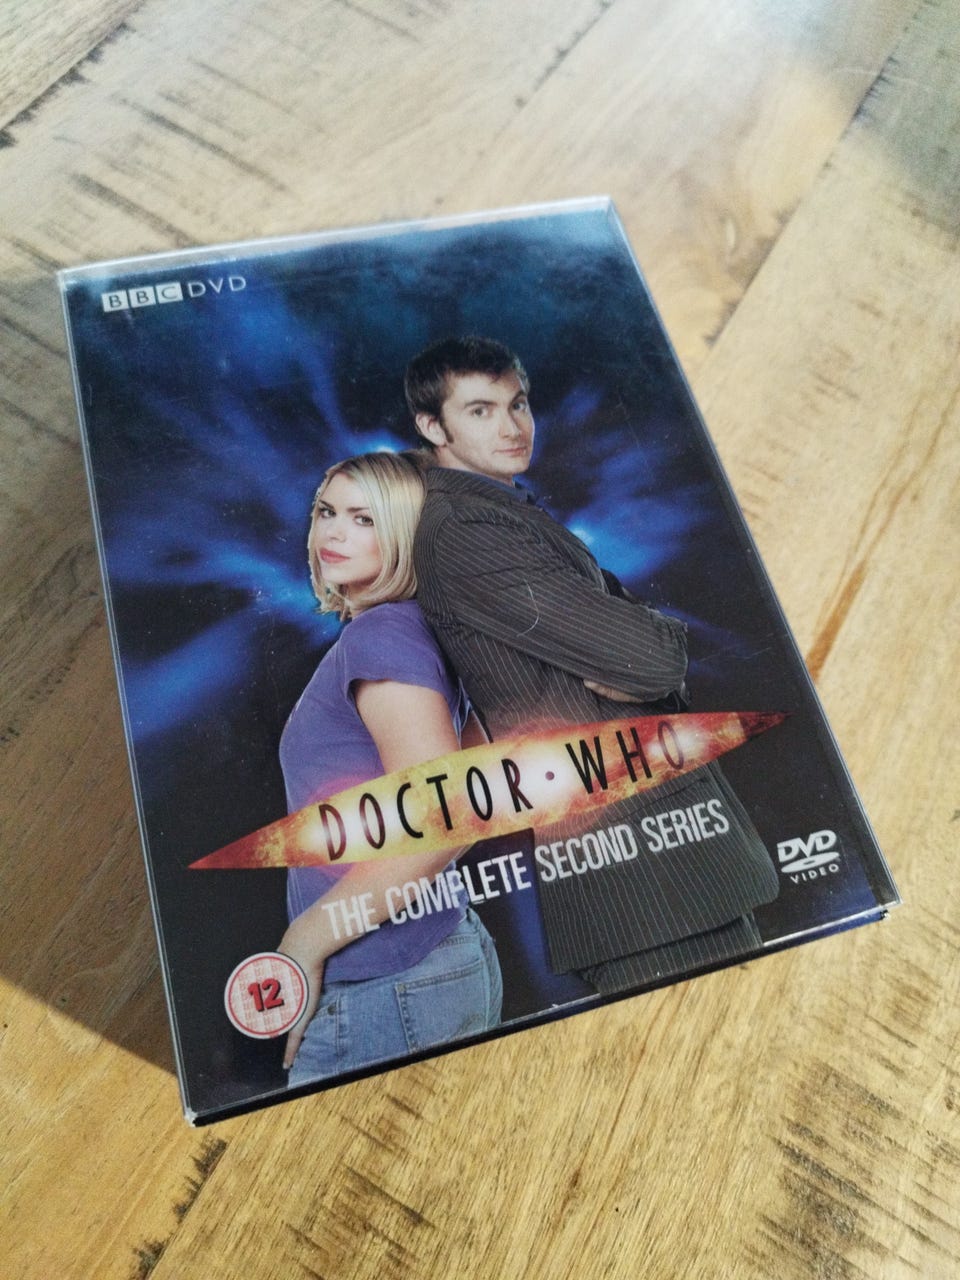 BBC DVD
DOCTOR·WHO
THE COMPLETE SECOND SERIES
DVD
VIDEO
12